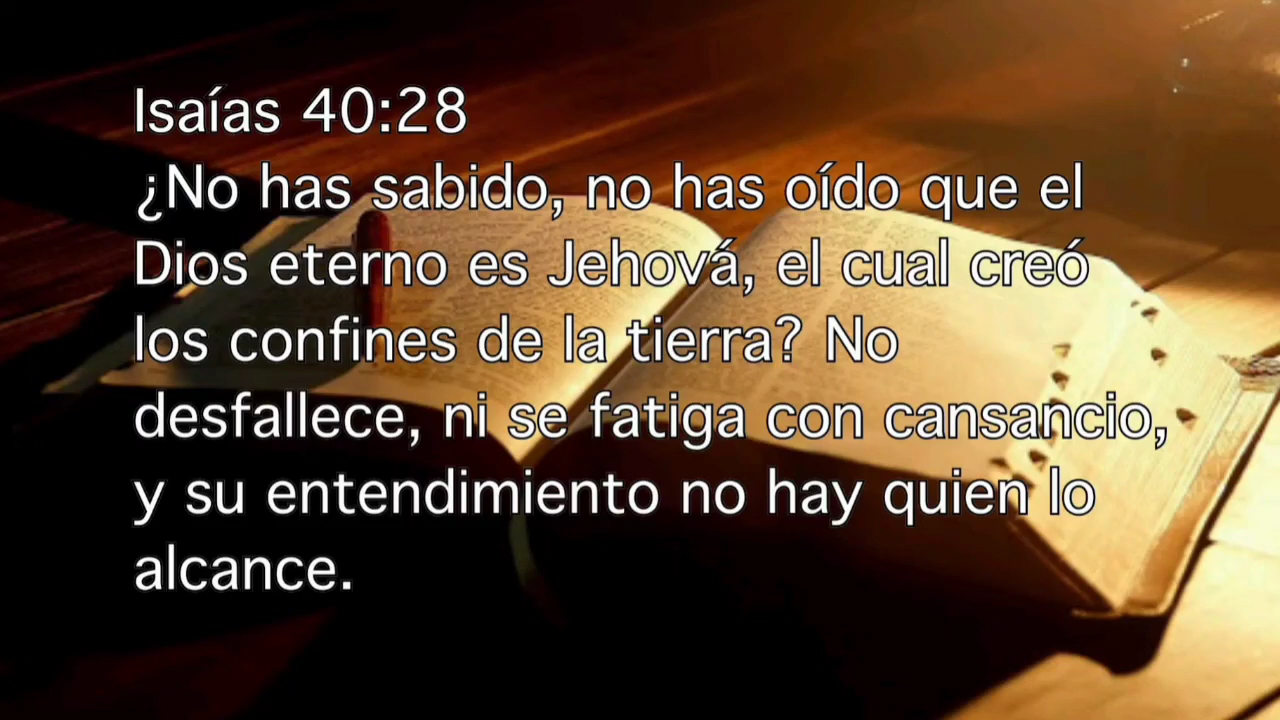 Isaías 40:28
¿No has sabido, no has oído que el
Dios eterno es Jehová, el cual creó
los confines de la tierra? No
desfallece, ni se fatiga con cansancio,
y su entendimiento no hay quien lo
alcance.